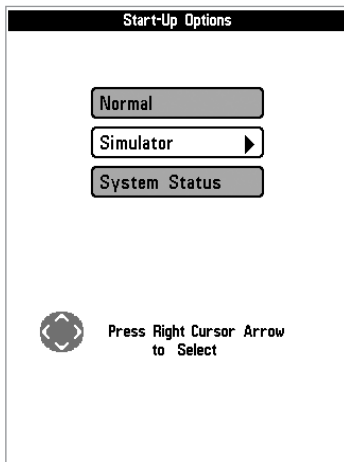 Start-Up Options
Normal
Simulator
System Status
Press Right Cursor Arrow
to Select